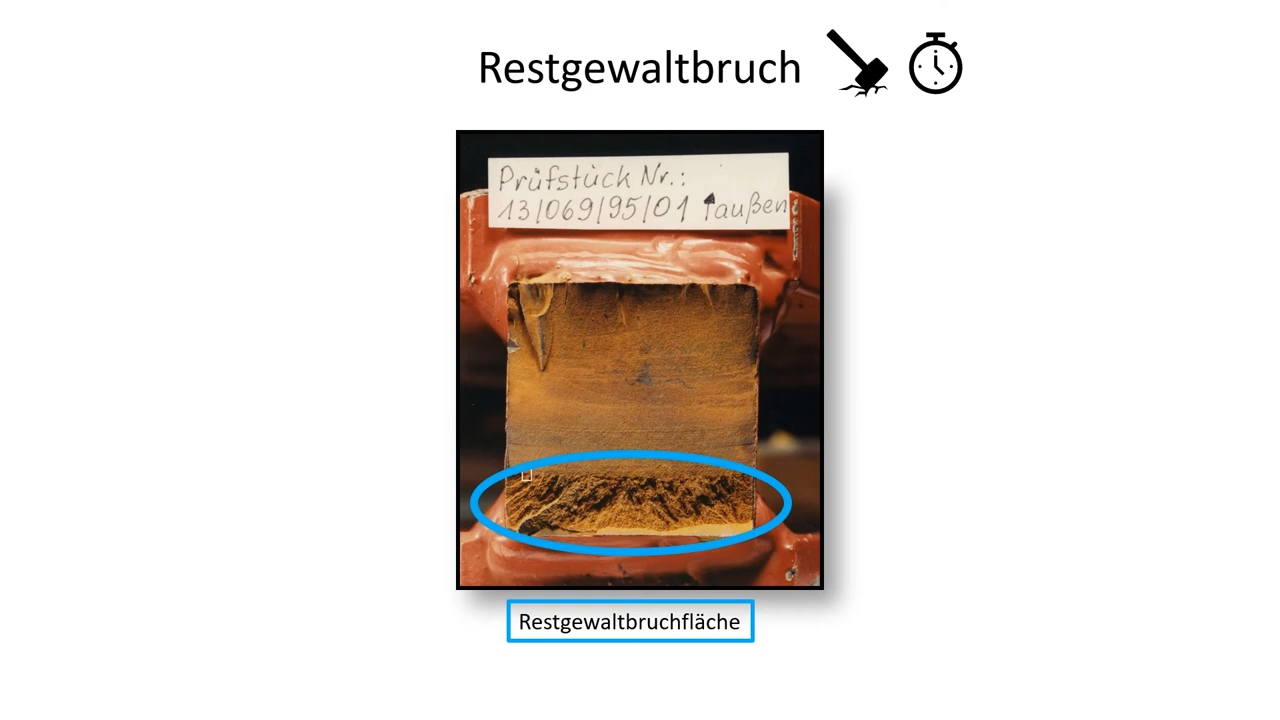 Restgewaltbruch
Prüfstück Nr.:
13/069/95/01 ↑außen
Restgewaltbruchfläche